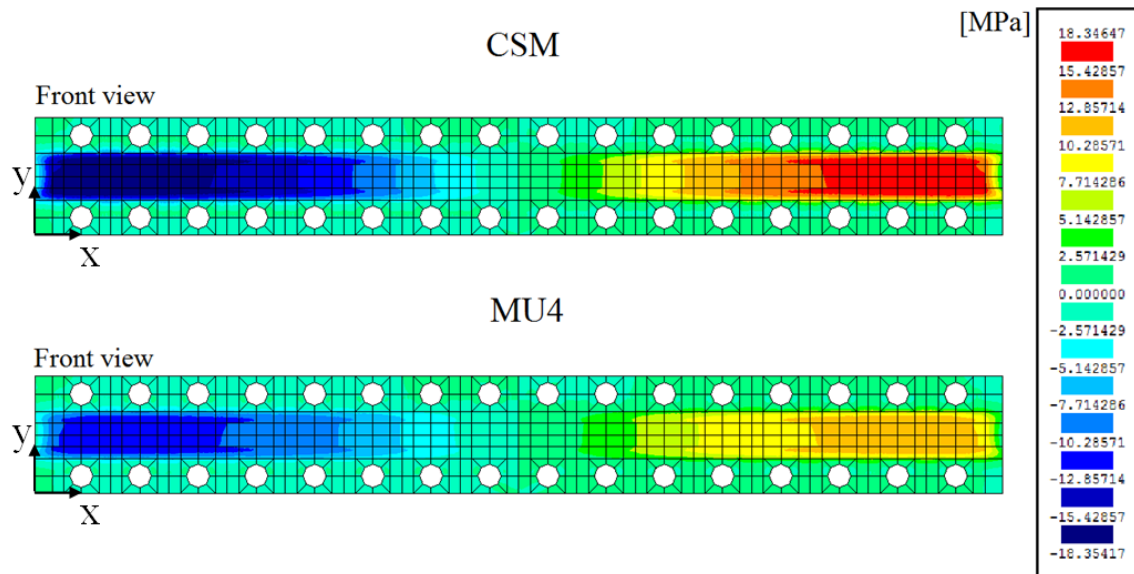 [MPa]
CSM
Front view
y
x
MU4
Front view
y
x
18.34647
15.42857
12.85714
10.28571
7.714286
5.142857
2.571429
0.000000
-2.571429
-5.142857
-7.714286
-10.28571
-12.85714
-15.42857
-18.35417